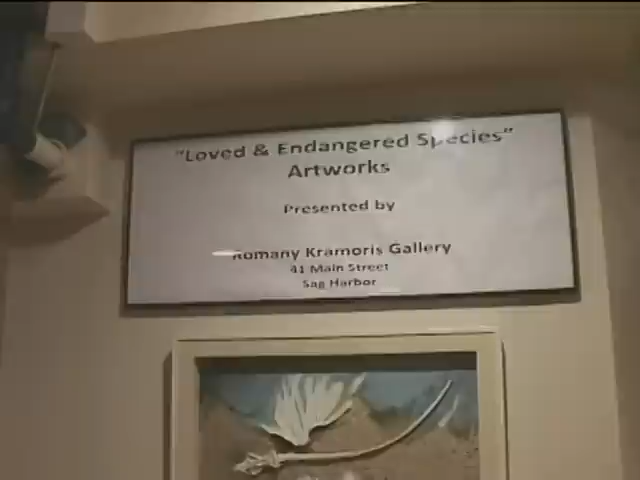 "Loved & Endangered Species"
Artworks
Presented by
Romany Kramoris Gallery
41 Main Street
Sag Harbor